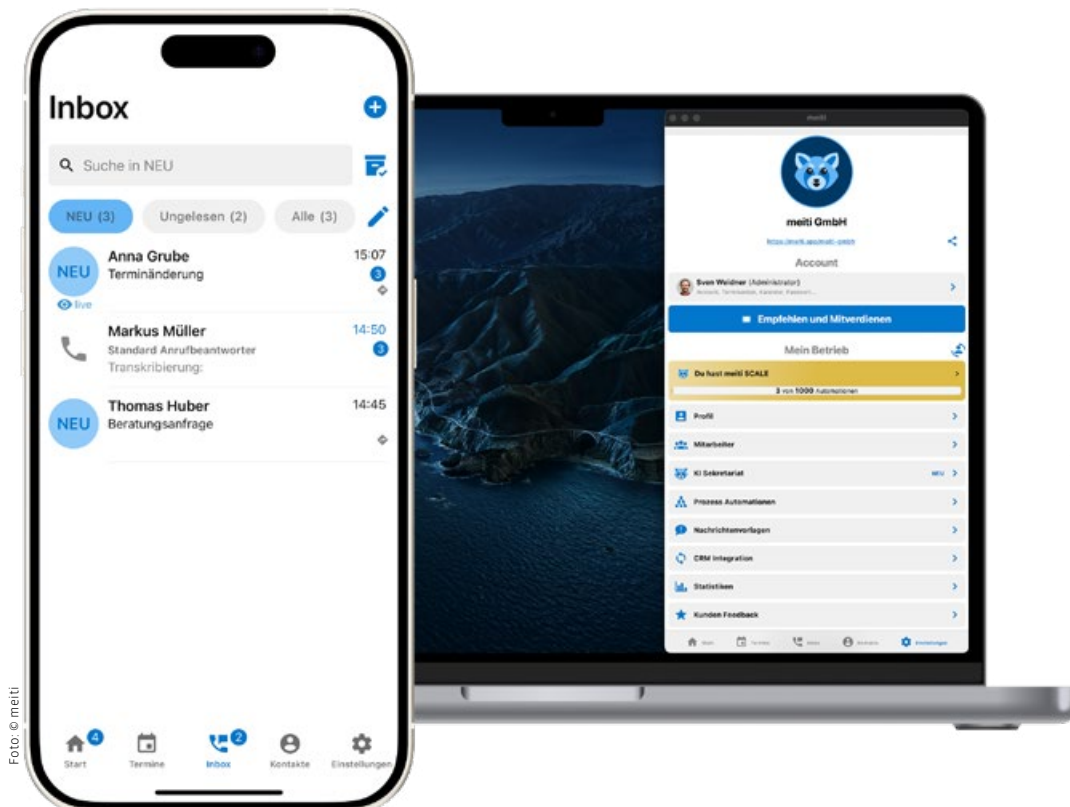 Inbox
Suche in NEU
NEU (3)
Ungelesen (2)
Alle (3)
NEU
Anna Grube
15:07
Terminänderung
3
live
Markus Müller
14:50
Standard Anrufbeantworter
3
Transkribierung:
NEU
Thomas Huber
14:45
Beratungsanfrage
4
2
Start
Termine
Inbox
Kontakte
Einstellungen
meiti
meiti GmbH
Account
Sven Weidner (Administrator)
Empfehlen und Mitverdienen
Mein Betrieb
Du hast meiti SCALE
3 von 1000 Automationen
Profil
Mitarbeiter
KI Sekretariat
NEU
Prozess Automationen
Nachrichtenvorlagen
CRM Integration
Statistiken
Kunden Feedback
Termine
Einstellungen
Foto: © meiti